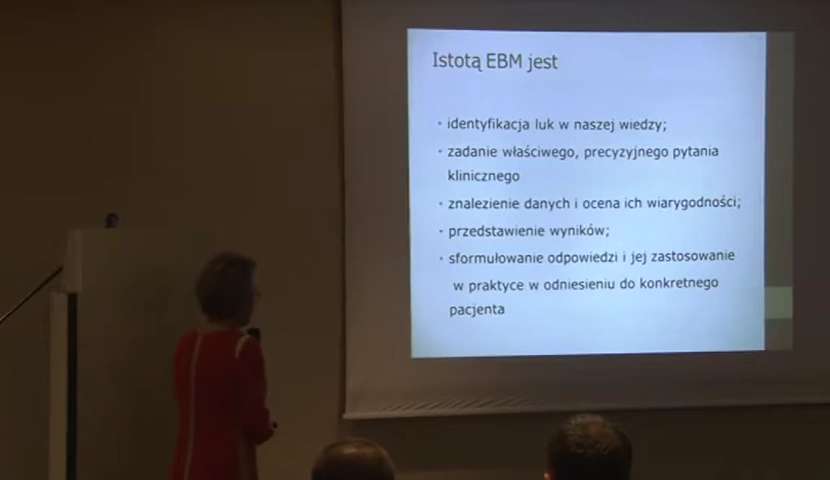 Istotą EBM jest
• identyfikacja luk w naszej wiedzy;
• zadanie właściwego, precyzyjnego pytania
klinicznego
• znalezienie danych i ocena ich wiarygodności;
• przedstawienie wyników;
• sformułowanie odpowiedzi i jej zastosowanie
w praktyce w odniesieniu do konkretnego
pacjenta